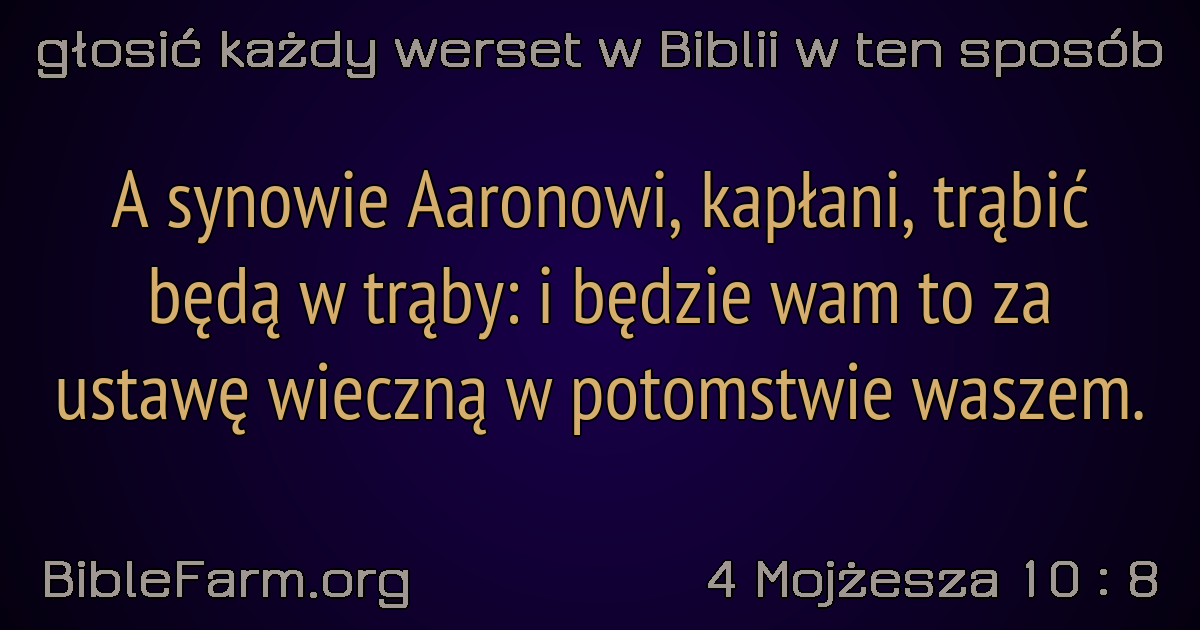 głosić każdy werset w Biblii w ten sposób
A synowie Aaronowi, kapłani, trąbić
będą w trąby: i będzie wam to za
ustawę wieczną w potomstwie waszem.
BibleFarm.org
4 Mojżesza 10 : 8